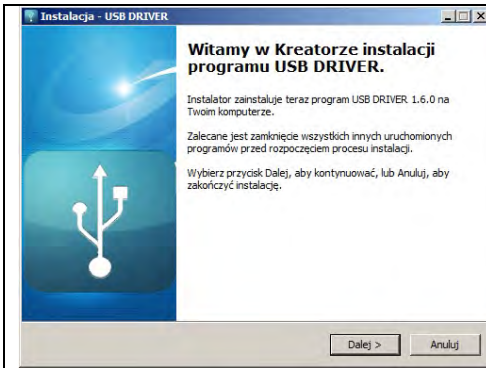 Instalacja - USB DRIVER
Witamy w Kreatorze instalacji
programu USB DRIVER.
Instalator zainstaluje teraz program USB DRIVER 1.6.0 na
Twoim komputerze.
Zalecane jest zamknięcie wszystkich innych uruchomionych
programów przed rozpoczęciem procesu instalacji.
Wybierz przycisk Dalej, aby kontynuować, lub Anuluj, aby
zakończyć instalację.
Dalej >
Anuluj